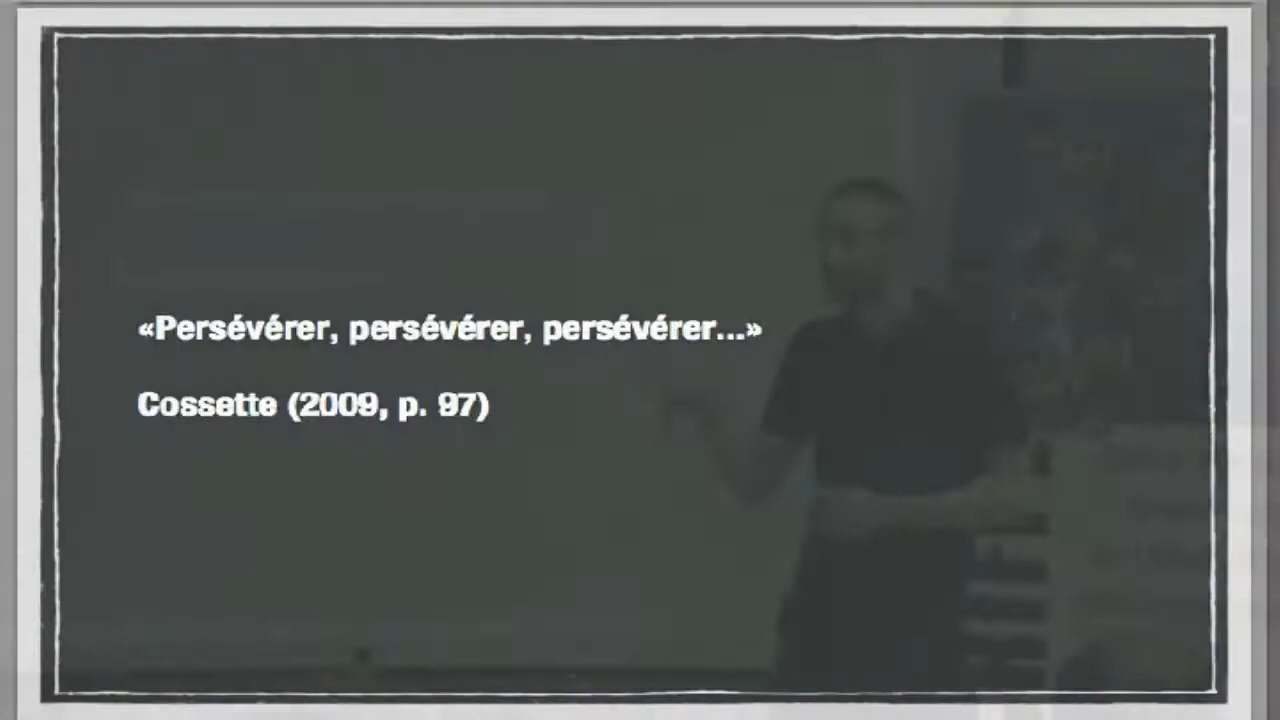 «Persévérer, persévérer, persévérer...»
Cossette (2009, p. 97)